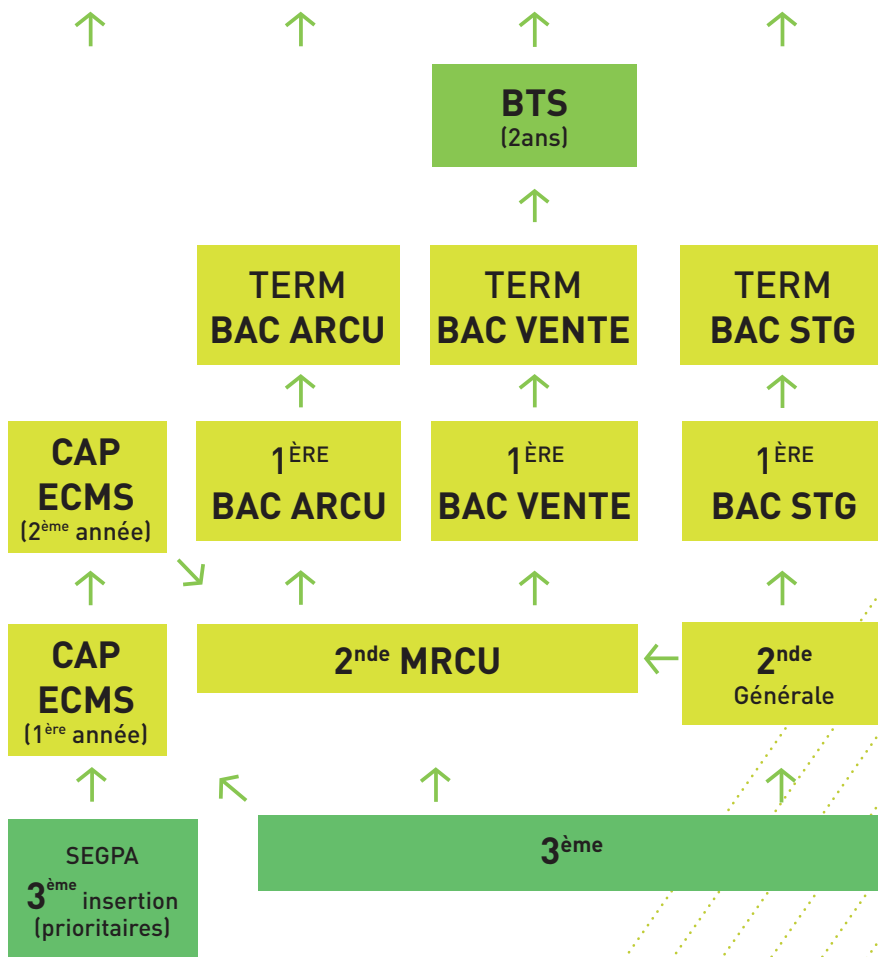 BTS
(2ans)
TERM
BAC ARCU
TERM
BAC VENTE
TERM
BAC STG
CAP
ECMS
(2ème année)
1ÈRE
BAC ARCU
1ÈRE
BAC VENTE
1ÈRE
BAC STG
CAP
ECMS
(1ère année)
2nde MRCU
2nde
Générale
SEGPA
3ème insertion
(prioritaires)
3ème